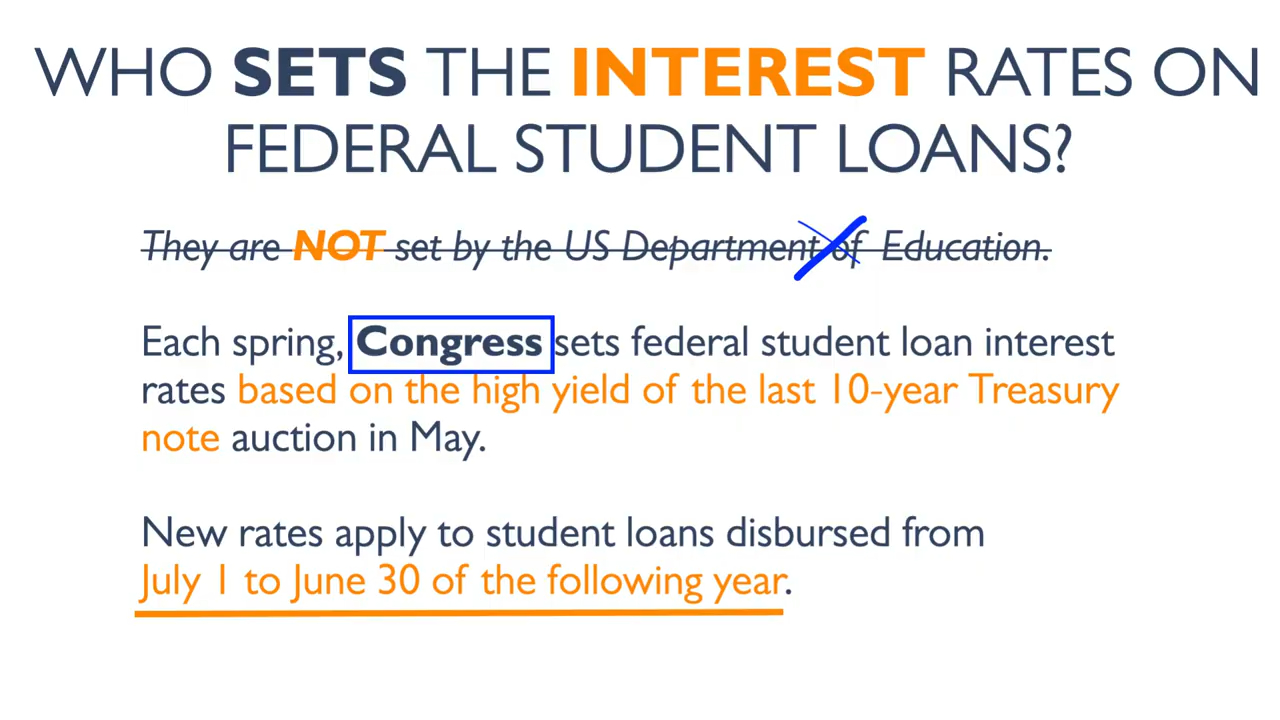 WHO SETS THE INTEREST RATES ON
FEDERAL STUDENT LOANS?
They are NOT set by the US Department of Education.
Each spring, Congress sets federal student loan interest
rates based on the high yield of the last 10-year Treasury
note auction in May.
New rates apply to student loans disbursed from
July 1 to June 30 of the following year.